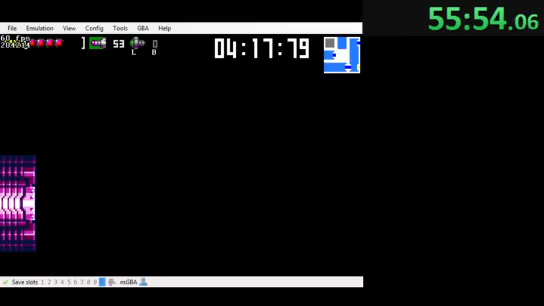 55:54.06
File Emulation View Config Tools GBA Help
60 fps
53
L B
04:17:79
Save slots 1 2 3 4 5 6 7 8 9 mGBA